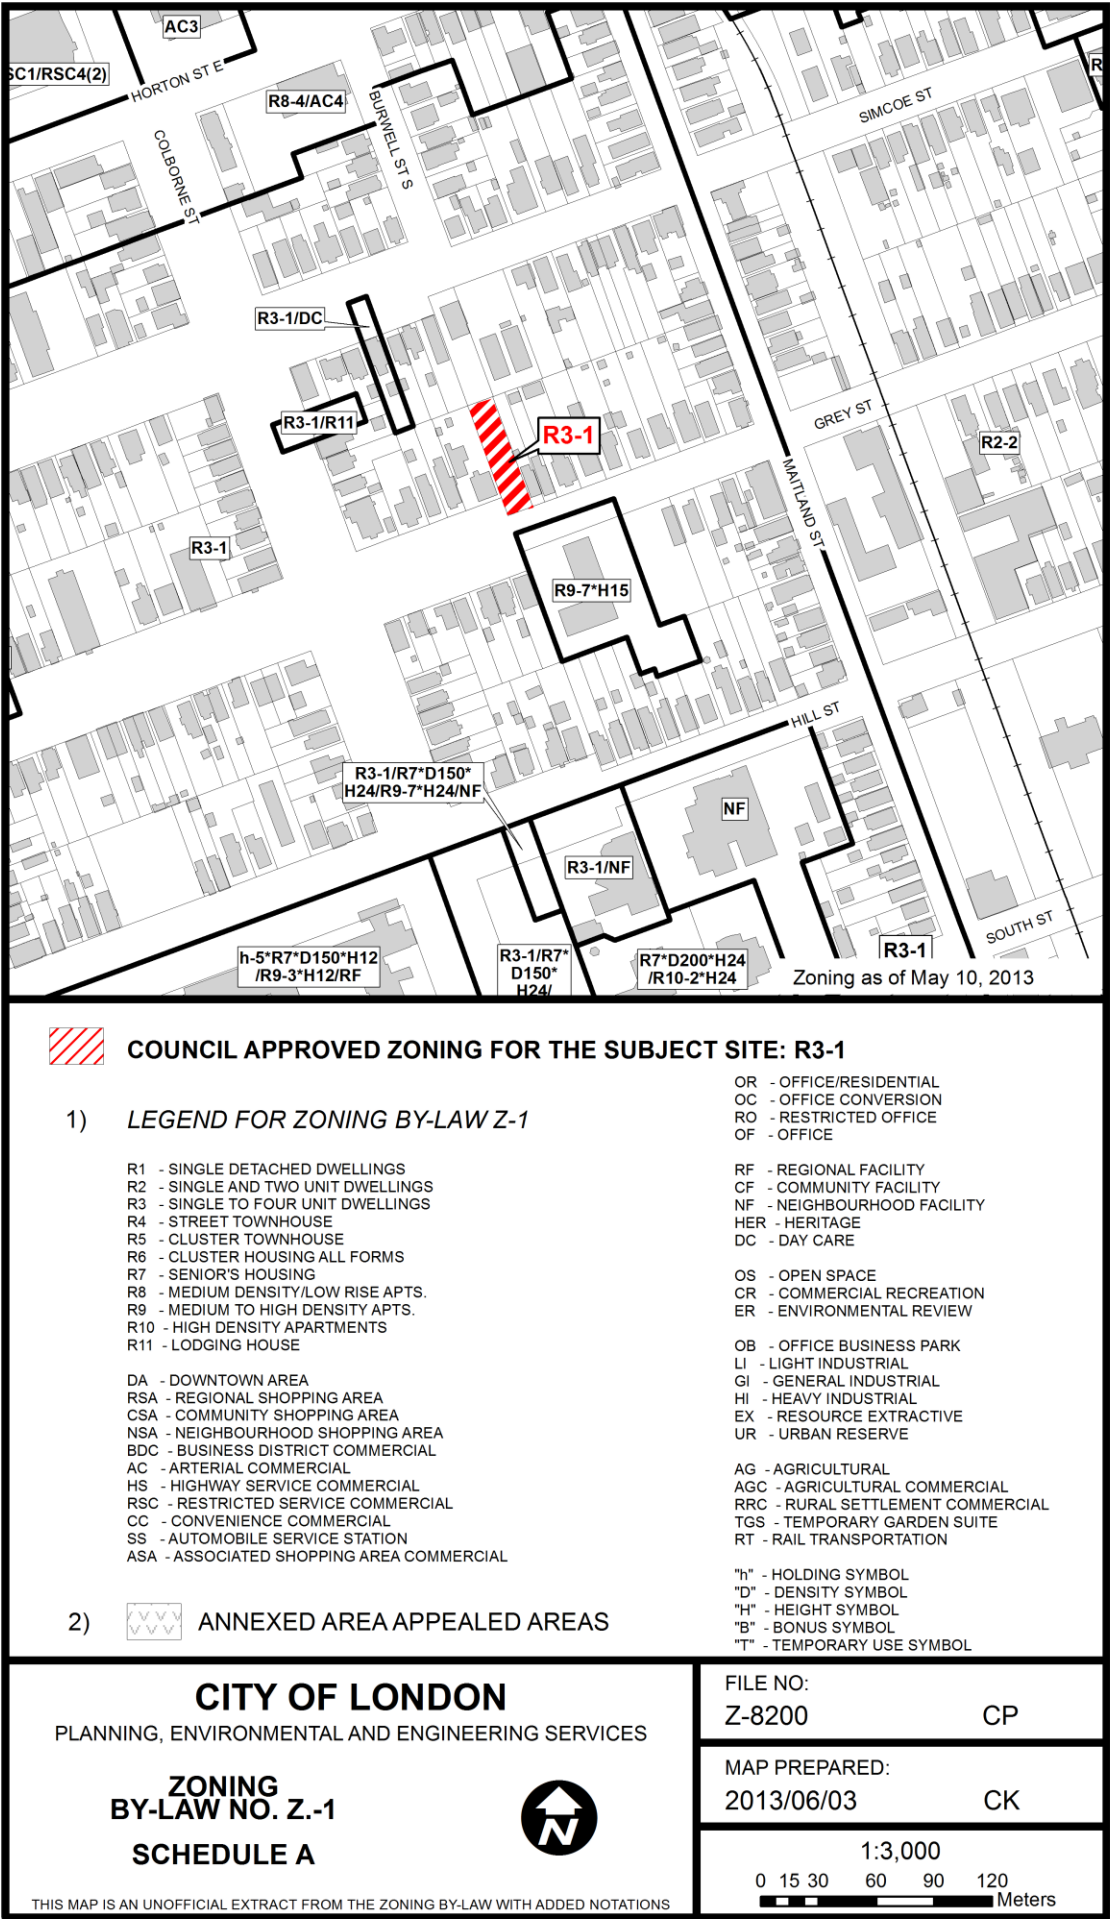 AC3
SC1/RSC4(2)
HORTON ST E
R8-4/AC4
BURWELL ST S
COLBORNE ST
SIMCOE ST
R
R3-1/DC
R3-1/R11
R3-1
GREY ST
R2-2
MAITLAND ST
R3-1
R9-7*H15
HILL ST
R3-1/R7*D150*
H24/R9-7*H24/NF
NF
R3-1/NF
SOUTH ST
h-5*R7*D150*H12
/R9-3*H12/RF
R3-1/R7*
D150*
H24/
R7*D200*H24
/R10-2*H24
R3-1
Zoning as of May 10, 2013
COUNCIL APPROVED ZONING FOR THE SUBJECT SITE: R3-1
1) LEGEND FOR ZONING BY-LAW Z-1
R1 - SINGLE DETACHED DWELLINGS
R2 - SINGLE AND TWO UNIT DWELLINGS
R3 - SINGLE TO FOUR UNIT DWELLINGS
R4 - STREET TOWNHOUSE
R5 - CLUSTER TOWNHOUSE
R6 - CLUSTER HOUSING ALL FORMS
R7 - SENIOR'S HOUSING
R8 - MEDIUM DENSITY/LOW RISE APTS.
R9 - MEDIUM TO HIGH DENSITY APTS.
R10 - HIGH DENSITY APARTMENTS
R11 - LODGING HOUSE
DA - DOWNTOWN AREA
RSA - REGIONAL SHOPPING AREA
CSA - COMMUNITY SHOPPING AREA
NSA - NEIGHBOURHOOD SHOPPING AREA
BDC - BUSINESS DISTRICT COMMERCIAL
AC - ARTERIAL COMMERCIAL
HS - HIGHWAY SERVICE COMMERCIAL
RSC - RESTRICTED SERVICE COMMERCIAL
CC - CONVENIENCE COMMERCIAL
SS - AUTOMOBILE SERVICE STATION
ASA - ASSOCIATED SHOPPING AREA COMMERCIAL
OR - OFFICE/RESIDENTIAL
OC - OFFICE CONVERSION
RO - RESTRICTED OFFICE
OF - OFFICE
RF - REGIONAL FACILITY
CF - COMMUNITY FACILITY
NF - NEIGHBOURHOOD FACILITY
HER - HERITAGE
DC - DAY CARE
OS - OPEN SPACE
CR - COMMERCIAL RECREATION
ER - ENVIRONMENTAL REVIEW
OB - OFFICE BUSINESS PARK
LI - LIGHT INDUSTRIAL
GI - GENERAL INDUSTRIAL
HI - HEAVY INDUSTRIAL
EX - RESOURCE EXTRACTIVE
UR - URBAN RESERVE
AG - AGRICULTURAL
AGC - AGRICULTURAL COMMERCIAL
RRC - RURAL SETTLEMENT COMMERCIAL
TGS - TEMPORARY GARDEN SUITE
RT - RAIL TRANSPORTATION
"h" - HOLDING SYMBOL
"D" - DENSITY SYMBOL
"H" - HEIGHT SYMBOL
"B" - BONUS SYMBOL
"T" - TEMPORARY USE SYMBOL
2) ANNEXED AREA APPEALED AREAS
CITY OF LONDON
PLANNING, ENVIRONMENTAL AND ENGINEERING SERVICES
ZONING
BY-LAW NO. Z.-1
SCHEDULE A
N
THIS MAP IS AN UNOFFICIAL EXTRACT FROM THE ZONING BY-LAW WITH ADDED NOTATIONS
FILE NO:
Z-8200 CP
MAP PREPARED:
2013/06/03 CK
1:3,000
0 15 30 60 90 120
Meters